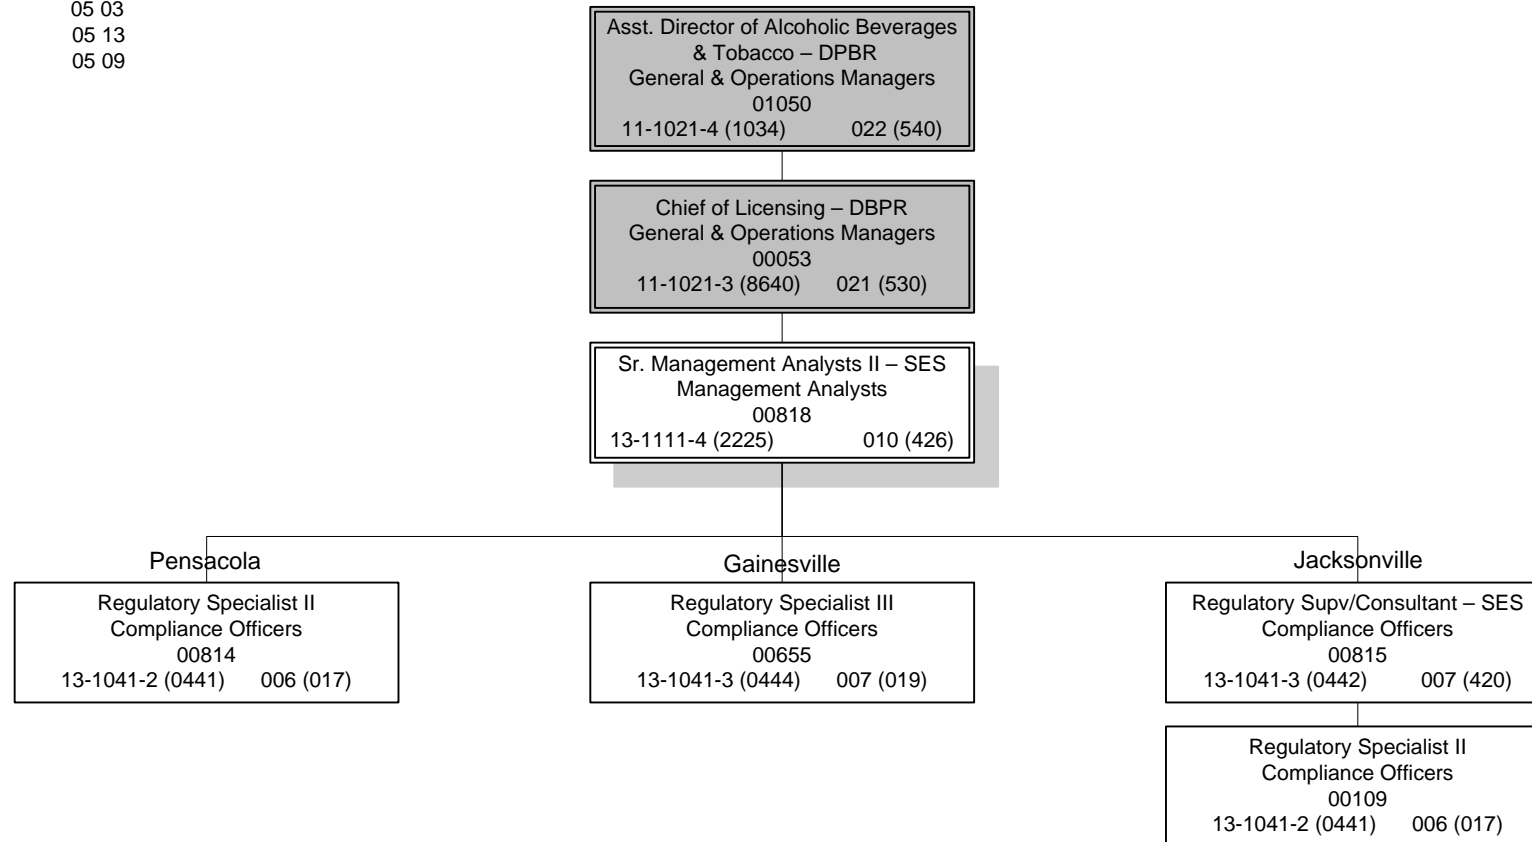 05 03
05 13
05 09
Asst. Director of Alcoholic Beverages
& Tobacco – DPBR
General & Operations Managers
01050
11-1021-4 (1034) 022 (540)
Chief of Licensing – DBPR
General & Operations Managers
00053
11-1021-3 (8640) 021 (530)
Sr. Management Analysts II – SES
Management Analysts
00818
13-1111-4 (2225) 010 (426)
Pensacola
Regulatory Specialist II
Compliance Officers
00814
13-1041-2 (0441) 006 (017)
Gainesville
Regulatory Specialist III
Compliance Officers
00655
13-1041-3 (0444) 007 (019)
Jacksonville
Regulatory Supv/Consultant – SES
Compliance Officers
00815
13-1041-3 (0442) 007 (420)
Regulatory Specialist II
Compliance Officers
00109
13-1041-2 (0441) 006 (017)